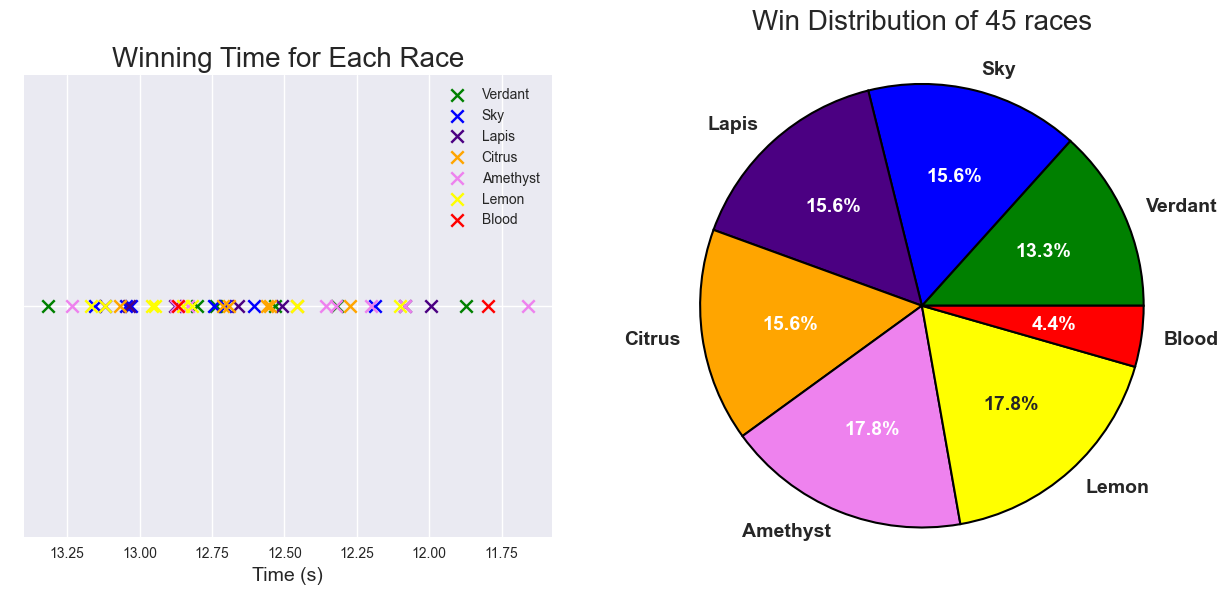 Winning Time for Each Race
Verdant
Sky
Lapis
Citrus
Amethyst
Lemon
Blood
13.25 13.00 12.75 12.50 12.25 12.00 11.75
Time (s)
Win Distribution of 45 races
Sky
Lapis
15.6%
15.6%
Verdant
13.3%
Citrus
15.6%
4.4%
Blood
17.8%
17.8%
Lemon
Amethyst